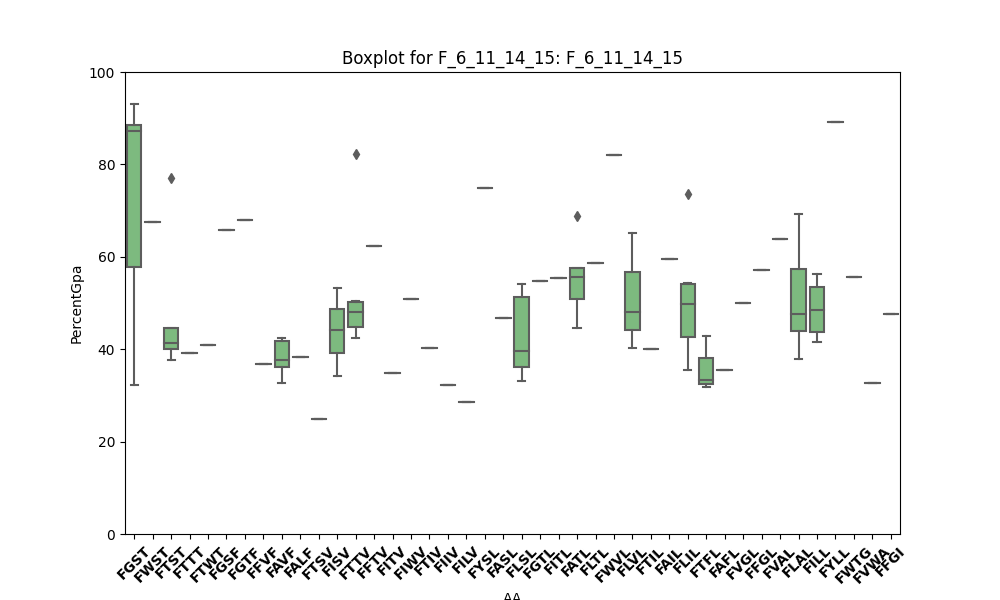 Boxplot for F_6_11_14_15: F_6_11_14_15
PercentGpa
100
80
60
40
20
0
FGST FWST FTST FTTT FTWT FGSF FGTF FFVF FAVF FALF FTSV FISV FTTV FFTV FITV FIWV FTIV FIIV FILV FYSL FASL FLSL FGTL FITL FATL FLTL FWVL FLVL FTIL FAIL FLIL FTFL FAFL FVGL FFGL FVAL FLAL FILL FYLL FWTG FVWA FFGI
AA